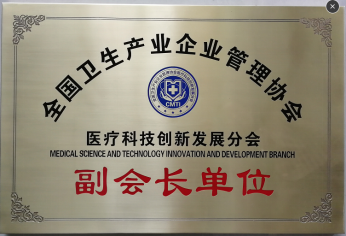 全国卫生产业企业管理协会
CMTI
医疗科技创新发展分会
MEDICAL SCIENCE AND TECHNOLOGY INNOVATION AND DEVELOPMENT BRANCH
副会长单位